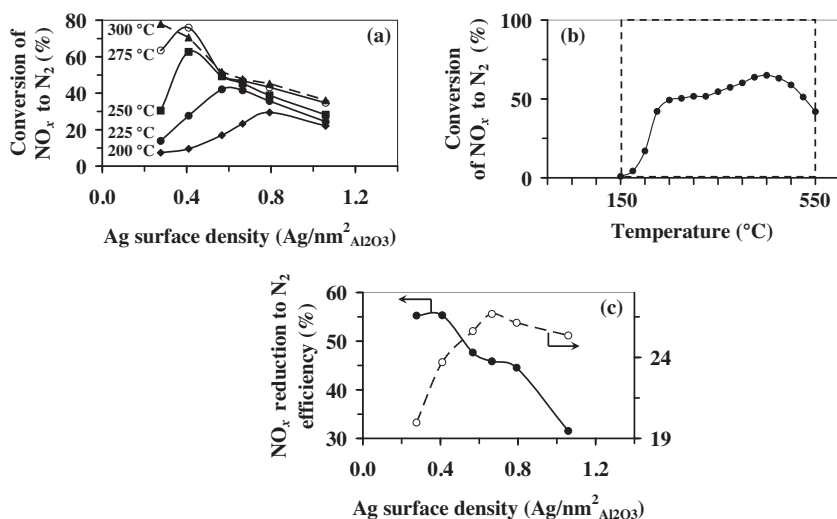 Conversion of
NOx to N2 (%)
80
60
40
20
0
300 °C
275 °C
250 °C
225 °C
200 °C
(a)
0.0 0.4 0.8 1.2
Ag surface density (Ag/nm2Al2O3)
Conversion
of NOx to N2 (%)
100
50
0
(b)
150 550
Temperature (°C)
NOx reduction to N2
efficiency (%)
60
50
40
30
(c)
24
19
0.0 0.4 0.8 1.2
Ag surface density (Ag/nm2Al2O3)